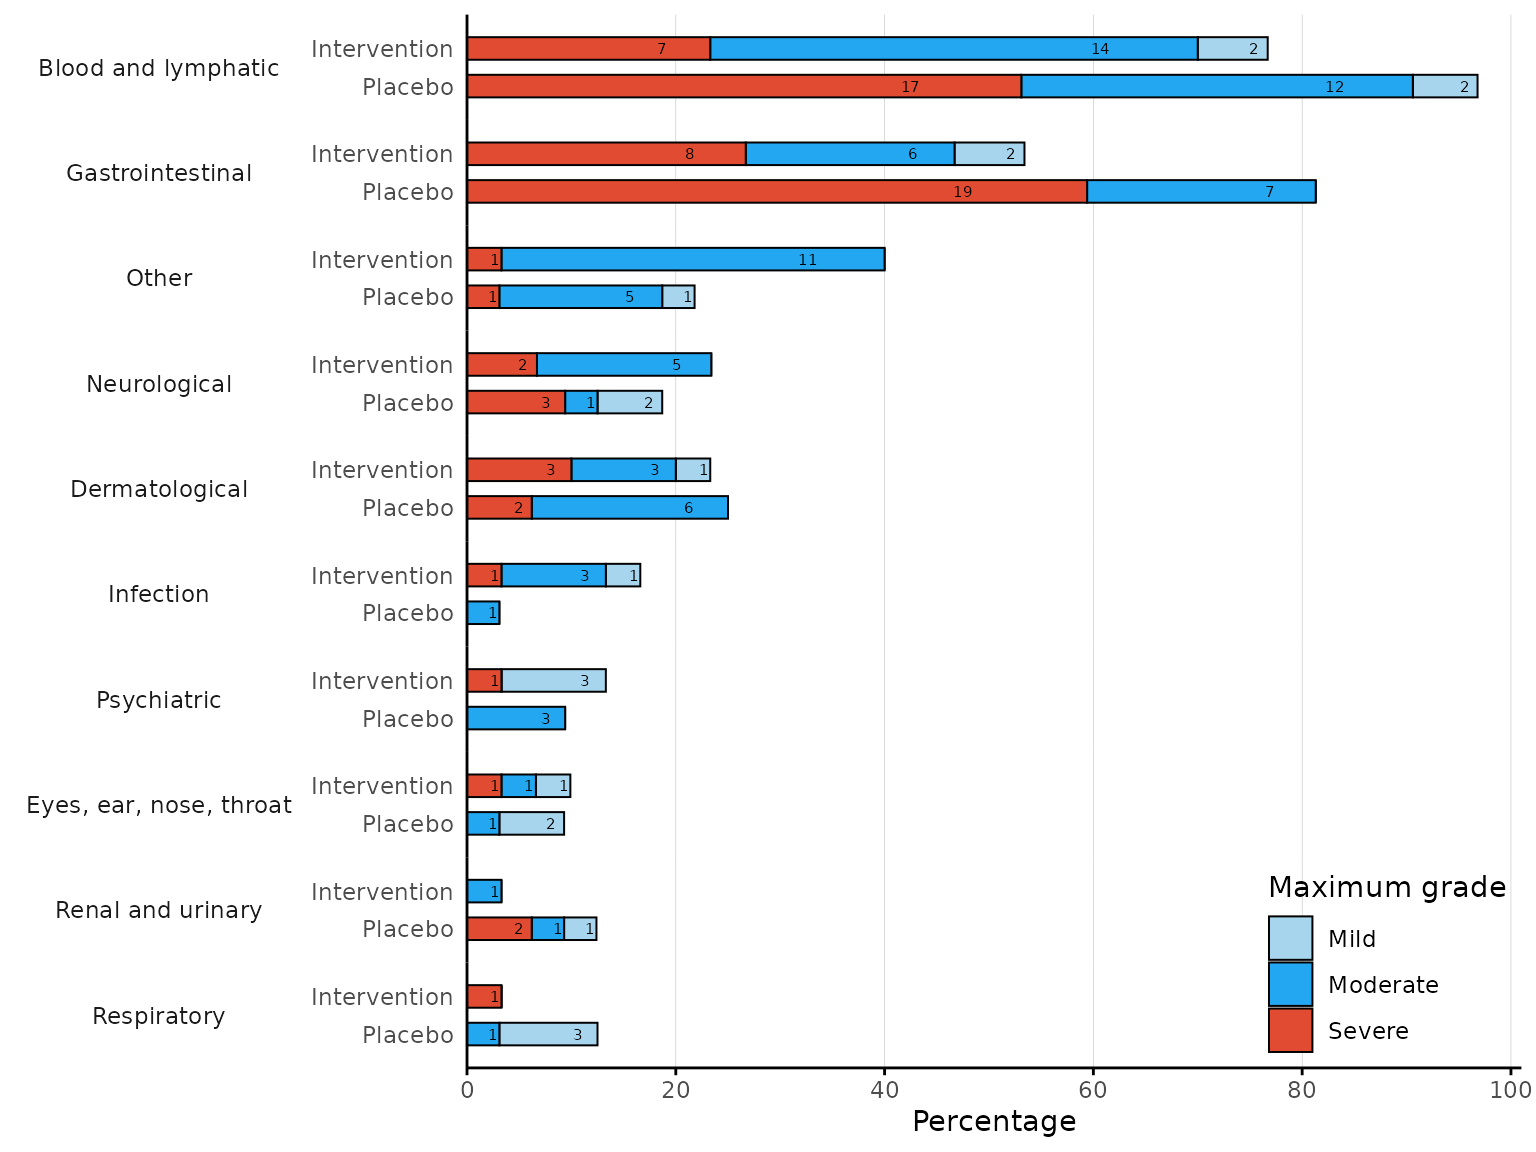 Blood and lymphatic
Intervention 7 14 2
Placebo 17 12 2
Gastrointestinal
Intervention 8 6 2
Placebo 19 7
Other
Intervention 1 11
Placebo 1 5 1
Neurological
Intervention 2 5
Placebo 3 1 2
Dermatological
Intervention 3 3 1
Placebo 2 6
Infection
Intervention 1 3 1
Placebo 1
Psychiatric
Intervention 1 3
Placebo 3
Eyes, ear, nose, throat
Intervention 1 1 1
Placebo 1 2
Renal and urinary
Intervention 1
Placebo 2 1 1
Respiratory
Intervention 1
Placebo 1 3
0 20 40 60 80 100
Percentage
Maximum grade
Mild
Moderate
Severe